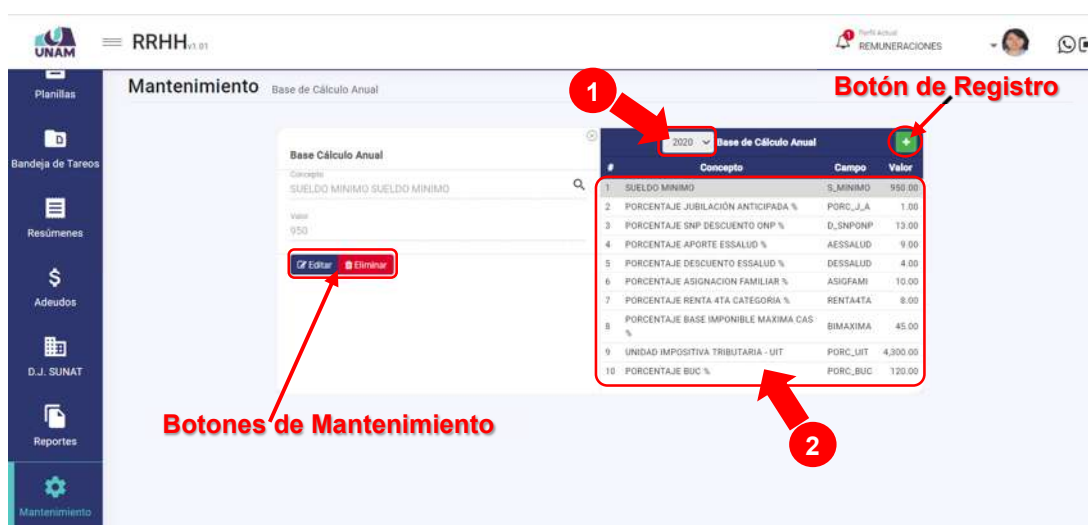 UNAM
RRHH v1.01
Perfil Actual
REMUNERACIONES
Planillas
Bandeja de Tareos
Resúmenes
$
Adeudos
D.J. SUNAT
Reportes
Mantenimiento
Mantenimiento Base de Cálculo Anual
1
Botón de Registro
Base Cálculo Anual
Concepto
SUELDO MINIMO SUELDO MINIMO
Valor
950
Editar Eliminar
Botones de Mantenimiento
2020 Base de Cálculo Anual +
# Concepto Campo Valor
1 SUELDO MINIMO S_MINIMO 950.00
2 PORCENTAJE JUBILACIÓN ANTICIPADA % PORC_J_A 1.00
3 PORCENTAJE SNP DESCUENTO ONP % D_SNPONP 13.00
4 PORCENTAJE APORTE ESSALUD % AESSALUD 9.00
5 PORCENTAJE DESCUENTO ESSALUD % DESSALUD 4.00
6 PORCENTAJE ASIGNACION FAMILIAR % ASIGFAMI 10.00
7 PORCENTAJE RENTA 4TA CATEGORIA % RENTA4TA 8.00
8 PORCENTAJE BASE IMPONIBLE MAXIMA CAS
% BIMAXIMA 45.00
9 UNIDAD IMPOSITIVA TRIBUTARIA - UIT PORC_UIT 4,300.00
10 PORCENTAJE BUC % PORC_BUC 120.00
2